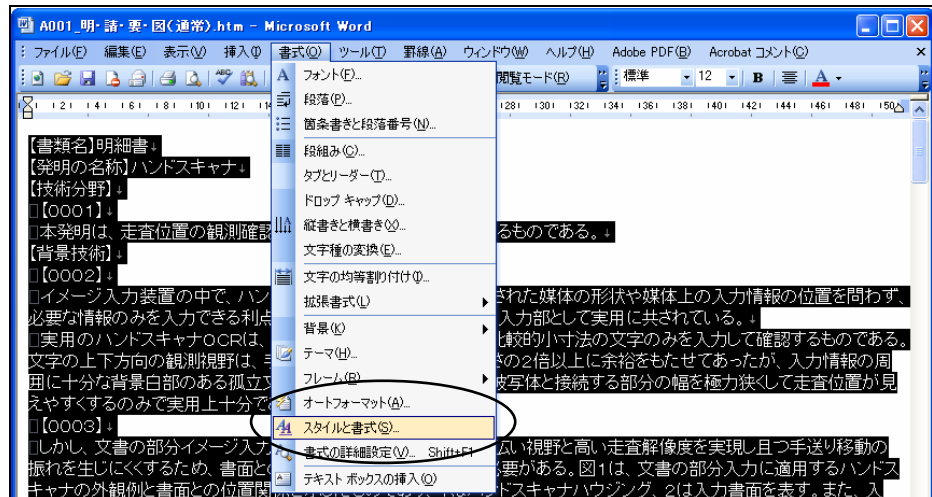 A001_明・請・要・図(通常).htm - Microsoft Word
ファイル(F) 編集(E) 表示(V) 挿入(I) 書式(O) ツール(T) 罫線(A) ウィンドウ(W) ヘルプ(H) Adobe PDF(B) Acrobat コメント(C)
閲覧モード(R) 標準 12 B A
フォント(F)...
段落(P)...
箇条書きと段落番号(N)...
段組み(C)...
タブとリーダー(T)...
ドロップ キャップ(D)...
縦書きと横書き(X)...
文字種の変換(E)...
文字の均等割り付け(I)...
拡張書式(L)
背景(K)
テーマ(H)...
フレーム(R)
オートフォーマット(A)...
スタイルと書式(S)...
書式の詳細設定(V)... Shift+F1
テキスト ボックスの挿入(O)
【書類名】明細書↓
【発明の名称】ハンドスキャナ↓
【技術分野】↓
【0001】↓
本発明は、走査位置の観測確認 るものである。↓
【背景技術】↓
【0002】↓
イメージ入力装置の中で、ハン された媒体の形状や媒体上の入力情報の位置を問わず、
必要な情報のみを入力できる利点 入力部として実用に共されている。↓
実用のハンドスキャナOCRは、 比較的小寸法の文字のみを入力して確認するものである。
文字の上下方向の観測視野は、 さの2倍以上に余裕をもたせてあったが、入力情報の周
囲に十分な背景白部のある孤立文 被写体と接続する部分の幅を極力狭くして走査位置が見
えやすくするのみで実用上十分で
【0003】↓
しかし、文書の部分イメージ入力 広い視野と高い走査解像度を実現し且つ手送り移動の
振れを生じにくくするため、書面と 要がある。図1は、文書の部分入力に適用するハンドス
キャナの外観例と書面との位置関 ドスキャナハウジング、2は入力書面を表す。また、入